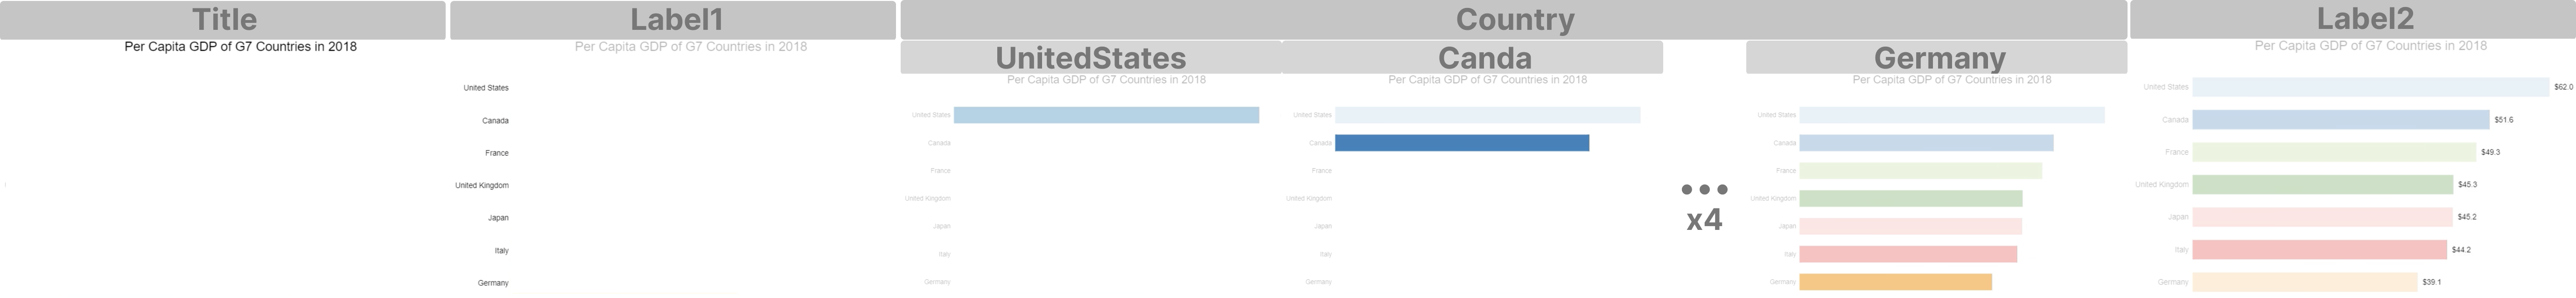 Title
Per Capita GDP of G7 Countries in 2018
1
Label1
Per Capita GDP of G7 Countries in 2018
United States
Canada
France
United Kingdom
Japan
Italy
Germany
Country
UnitedStates
Per Capita GDP of G7 Countries in 2018
United States
Canada
France
United Kingdom
Japan
Italy
Germany
Canda
Per Capita GDP of G7 Countries in 2018
United States
Canada
France
United Kingdom
Japan
Italy
Germany
x4
Germany
Per Capita GDP of G7 Countries in 2018
United States
Canada
France
United Kingdom
Japan
Italy
Germany
Label2
Per Capita GDP of G7 Countries in 2018
United States $62.0
Canada $51.6
France $49.3
United Kingdom $45.3
Japan $45.2
Italy $44.2
Germany $39.1